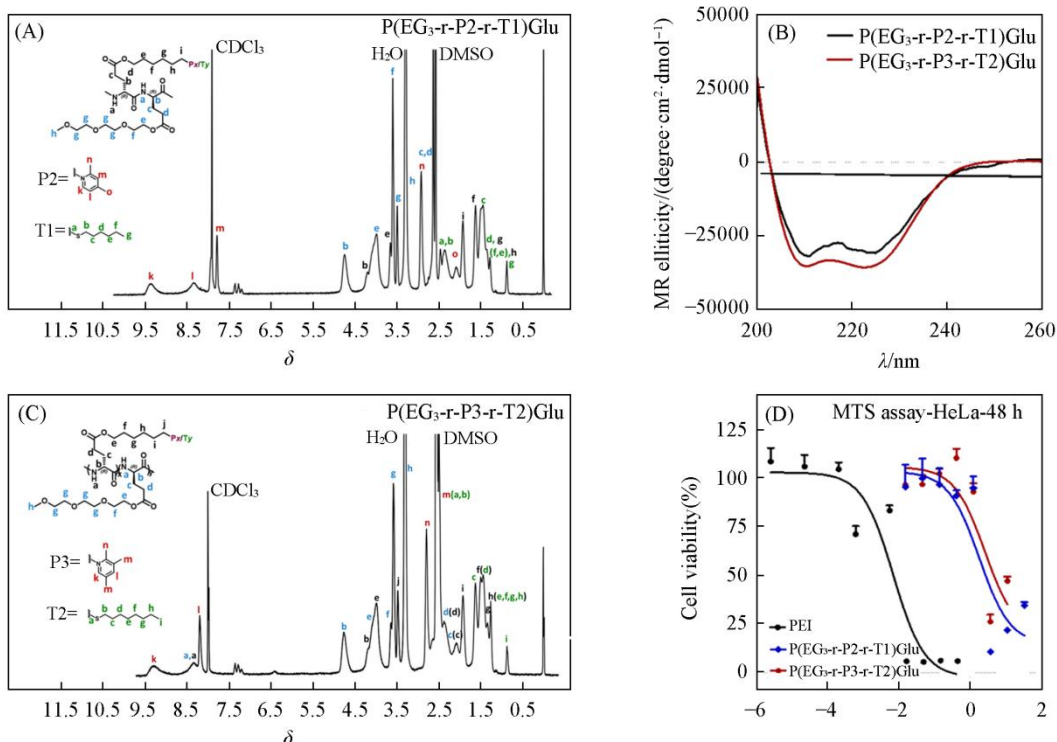 (A)
P(EG₃-r-P2-r-T1)Glu
CDCl₃
H₂O
DMSO
Px/Ty
P2=
T1=
k l m b b e e f g h n c,d a,b o i f c d, g (f,e),h g
11.5 10.5 9.5 8.5 7.5 6.5 5.5 4.5 3.5 2.5 1.5 0.5
δ
(B)
P(EG₃-r-P2-r-T1)Glu
P(EG₃-r-P3-r-T2)Glu
MR elliticity/(degree·cm²·dmol⁻¹)
50000
25000
0
−25000
−50000
200 220 240 260
λ/nm
(C)
P(EG₃-r-P3-r-T2)Glu
CDCl₃
H₂O
DMSO
Px/Ty
P3=
T2=
k a,a l b b e e f g j h n m(a,b) d(d) c(c) i c f(d) g h(e,f,g,h) i
11.5 10.5 9.5 8.5 7.5 6.5 5.5 4.5 3.5 2.5 1.5 0.5
δ
(D)
MTS assay-HeLa-48 h
Cell viability(%)
125
100
75
50
25
0
PEI
P(EG₃-r-P2-r-T1)Glu
P(EG₃-r-P3-r-T2)Glu
−6 −4 −2 0 2